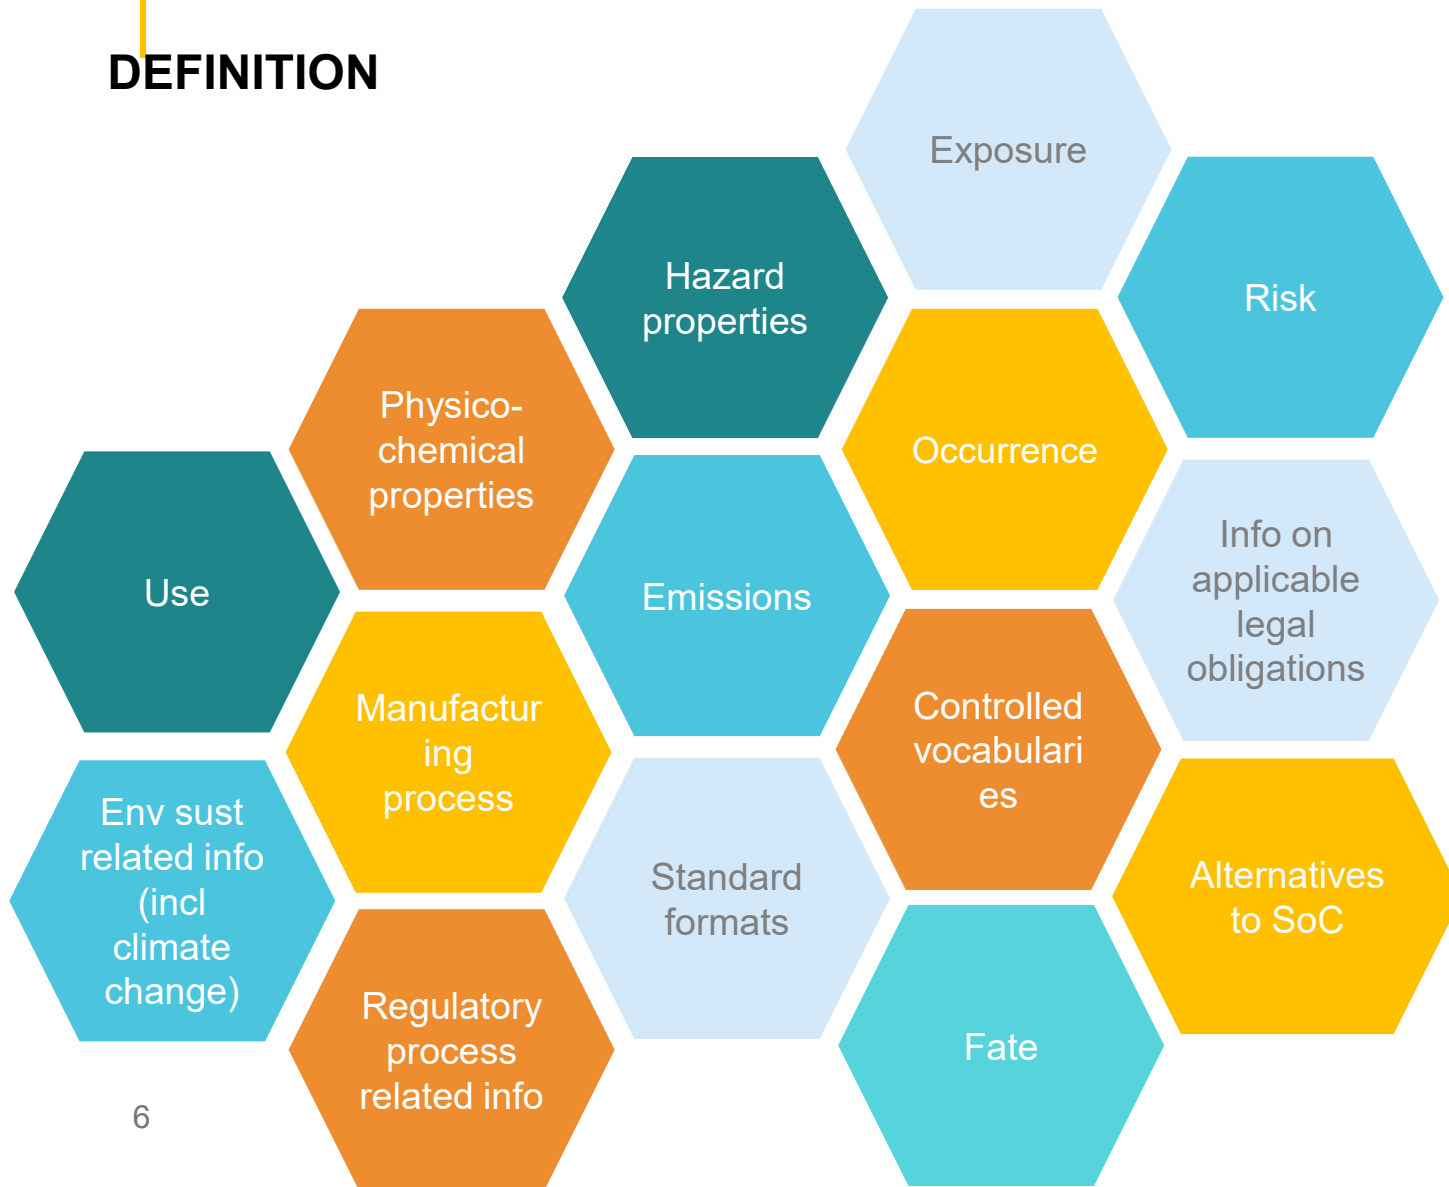 DEFINITION
Exposure
Hazard
properties
Risk
Physico-
chemical
properties
Occurrence
Use
Emissions
Info on
applicable
legal
obligations
Manufactur
ing
process
Controlled
vocabulari
es
Env sust
related info
(incl
climate
change)
Standard
formats
Alternatives
to SoC
Regulatory
process
related info
Fate
6